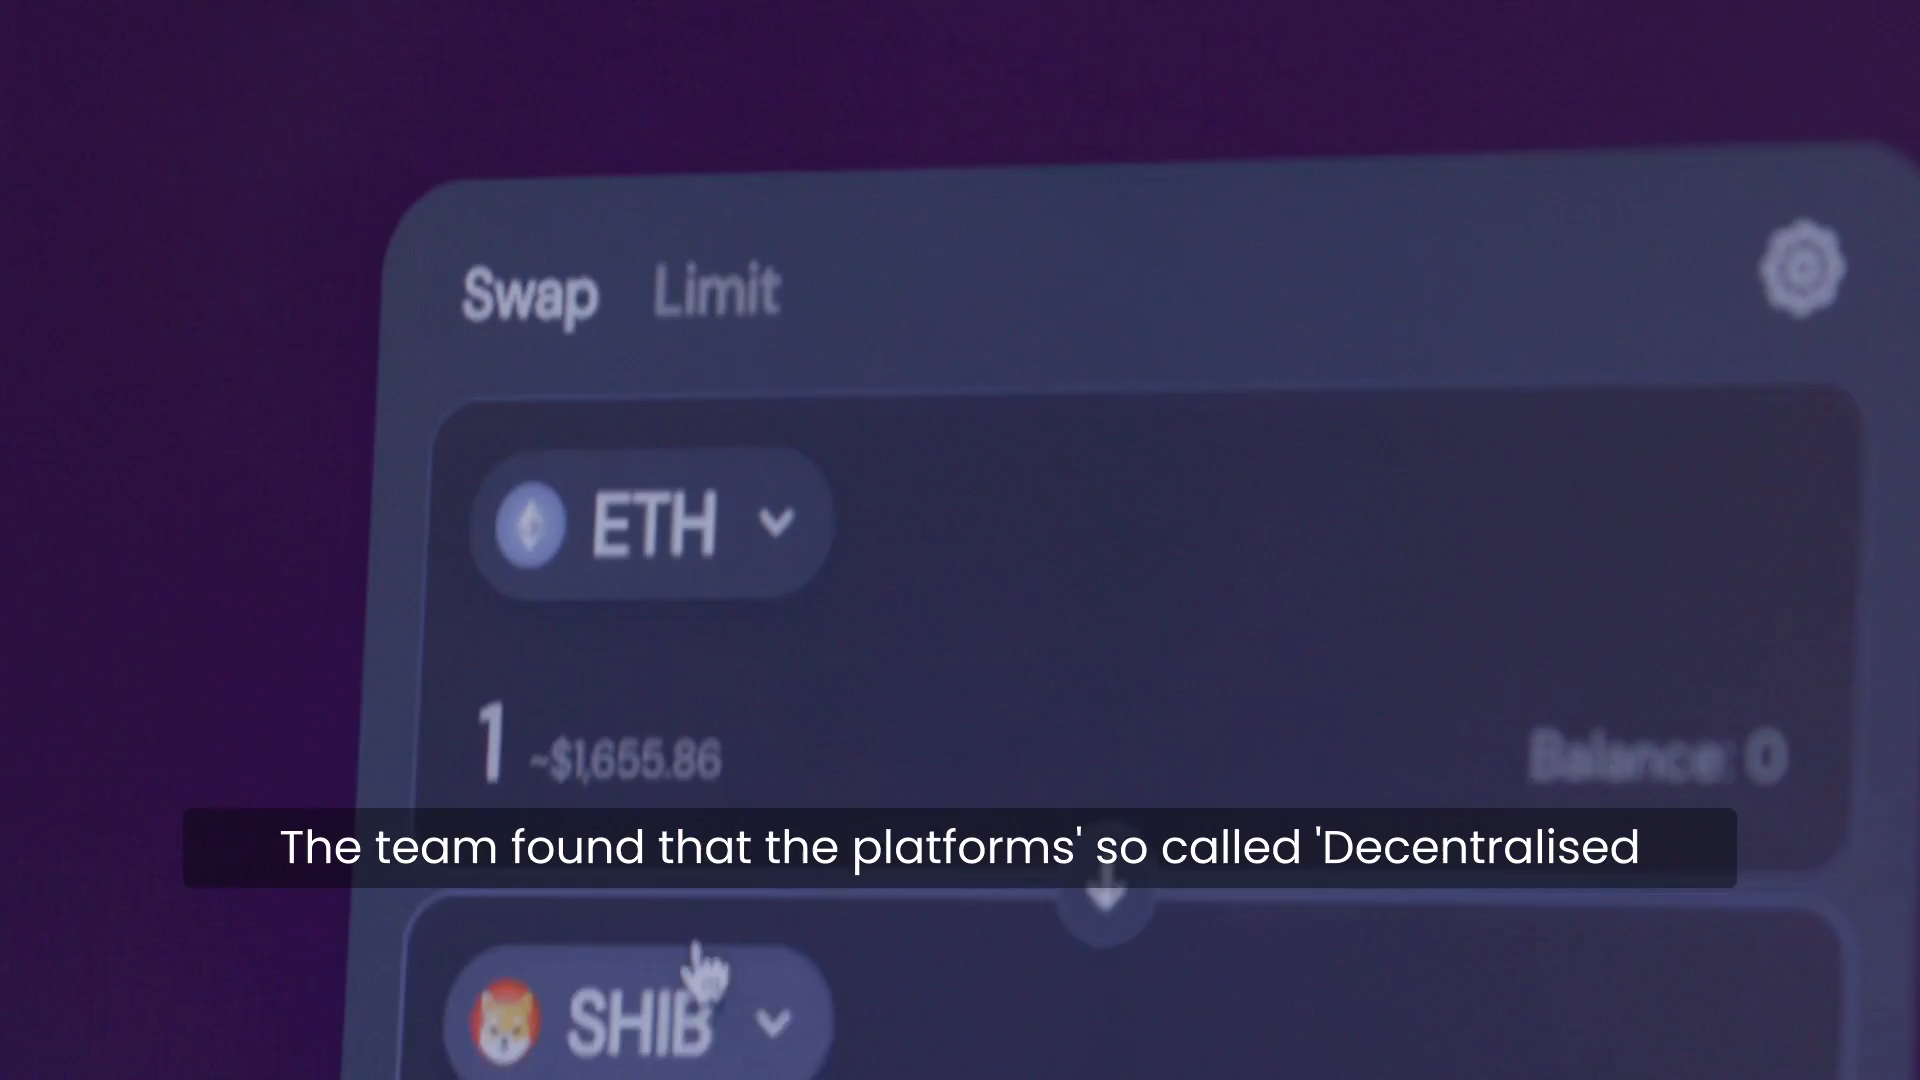 Swap Limit
ETH
1 ~$1,655.86
Balance: 0
The team found that the platforms' so called 'Decentralised
SHIB